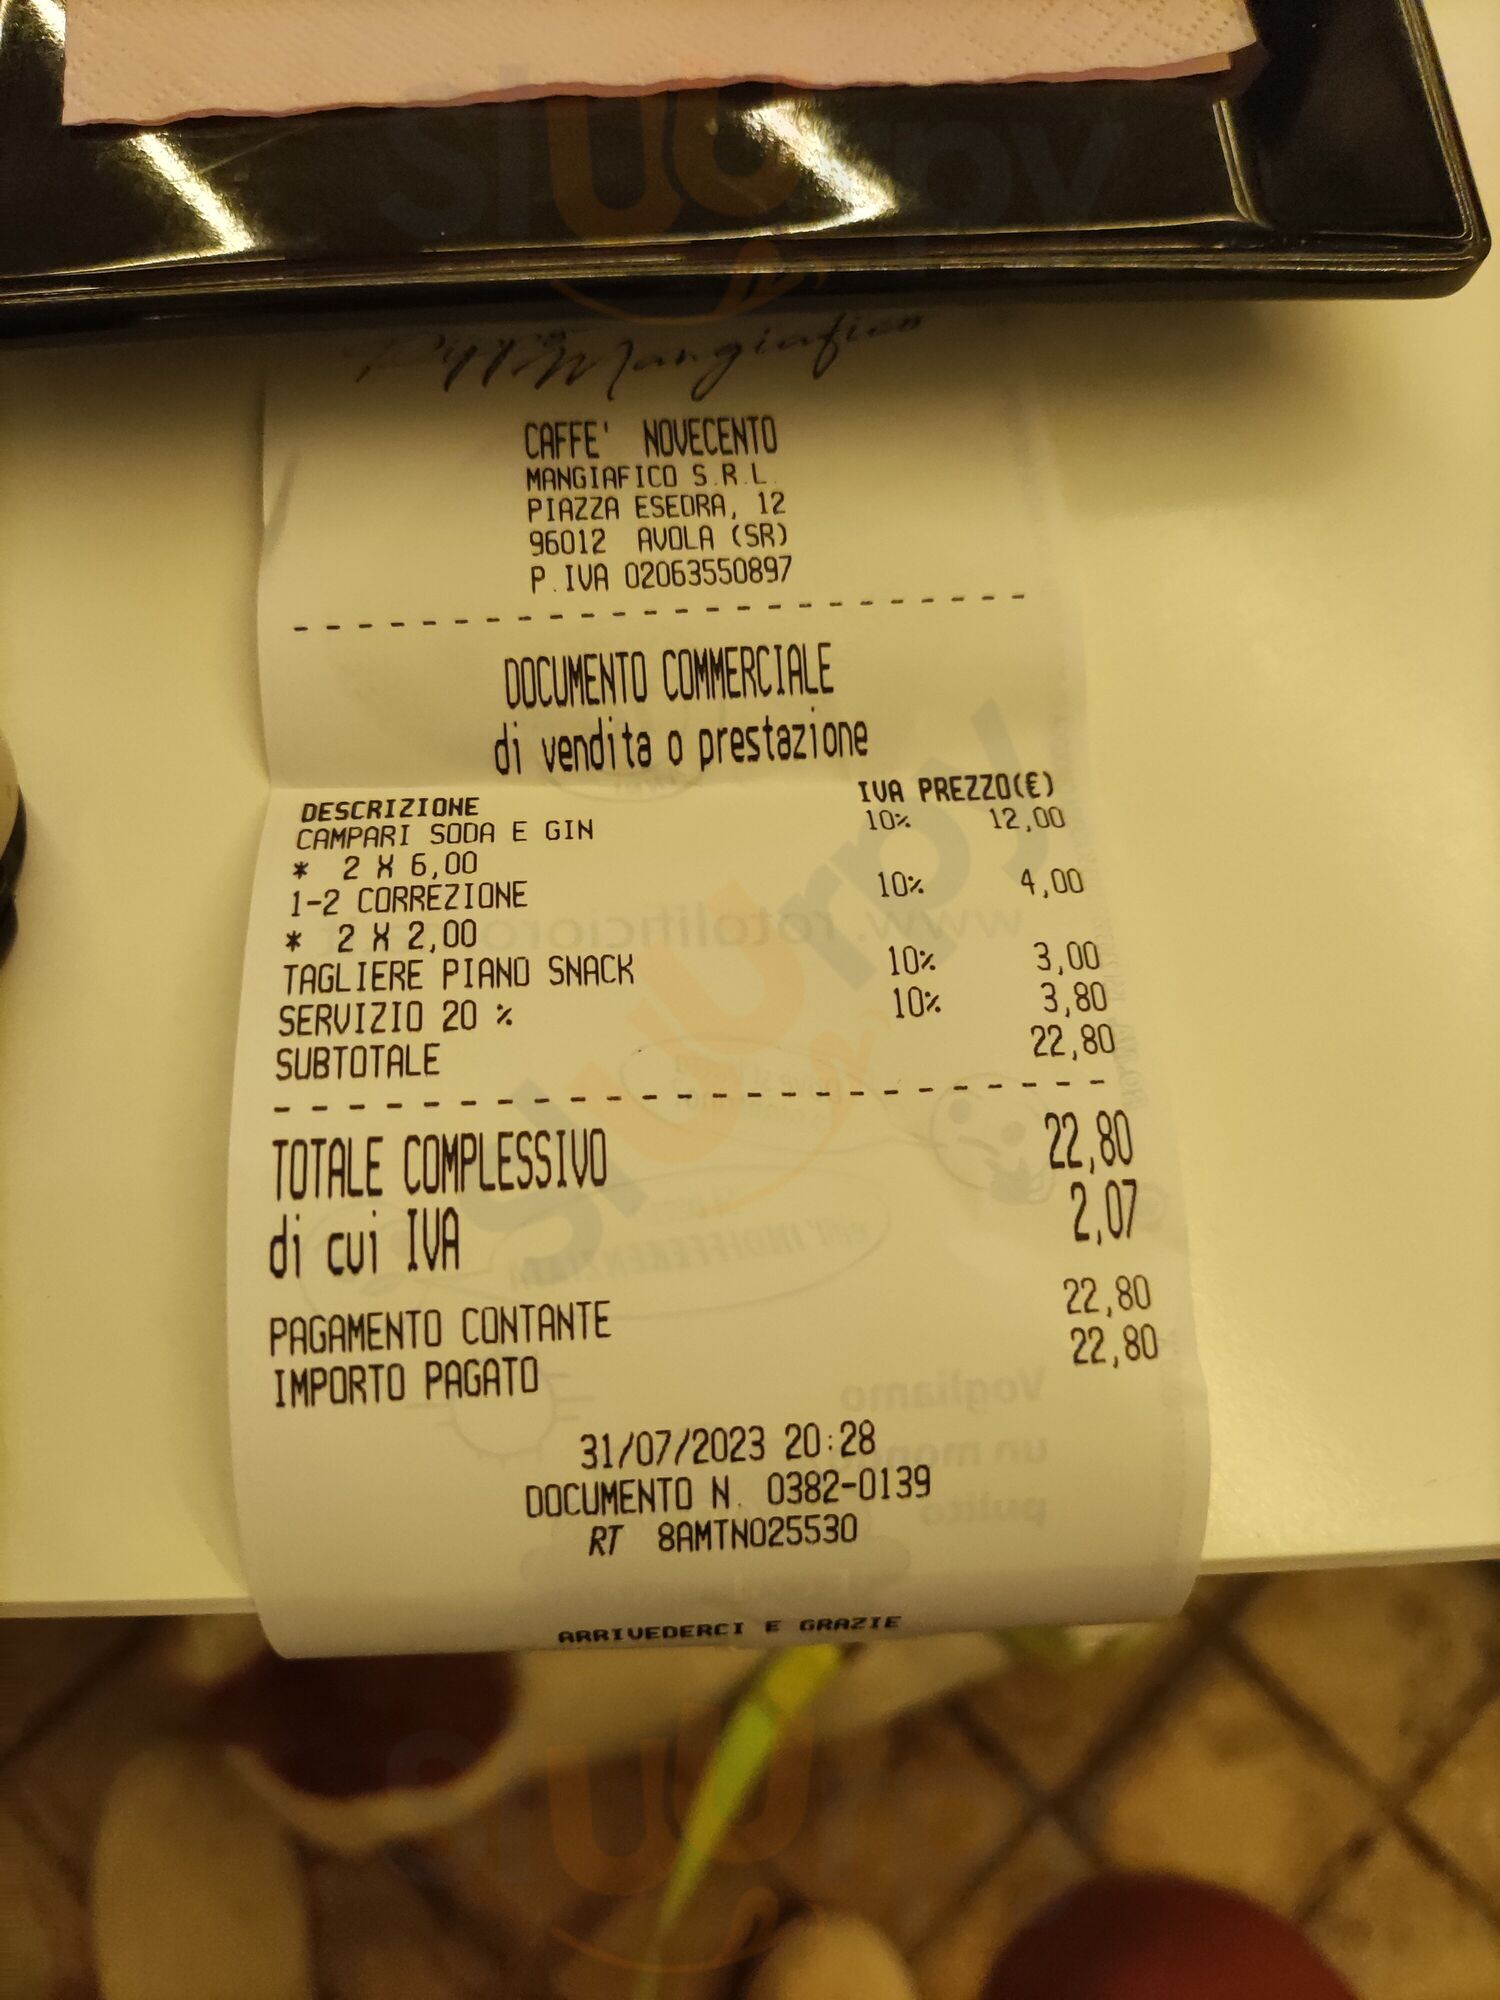 Mangiafico
CAFFE' NOVECENTO
MANGIAFICO S.R.L.
PIAZZA ESEDRA, 12
96012 AVOLA (SR)
P.IVA 02063550897
DOCUMENTO COMMERCIALE
di vendita o prestazione
DESCRIZIONE IVA PREZZO(€)
CAMPARI SODA E GIN 10% 12,00
* 2 X 6,00
1-2 CORREZIONE 10% 4,00
* 2 X 2,00
TAGLIERE PIANO SNACK 10% 3,00
SERVIZIO 20 % 10% 3,80
SUBTOTALE 22,80
TOTALE COMPLESSIVO 22,80
di cui IVA 2,07
PAGAMENTO CONTANTE 22,80
IMPORTO PAGATO 22,80
31/07/2023 20:28
DOCUMENTO N. 0382-0139
RT 8AMTN025530
ARRIVEDERCI E GRAZIE
sluurpy
sluurpy